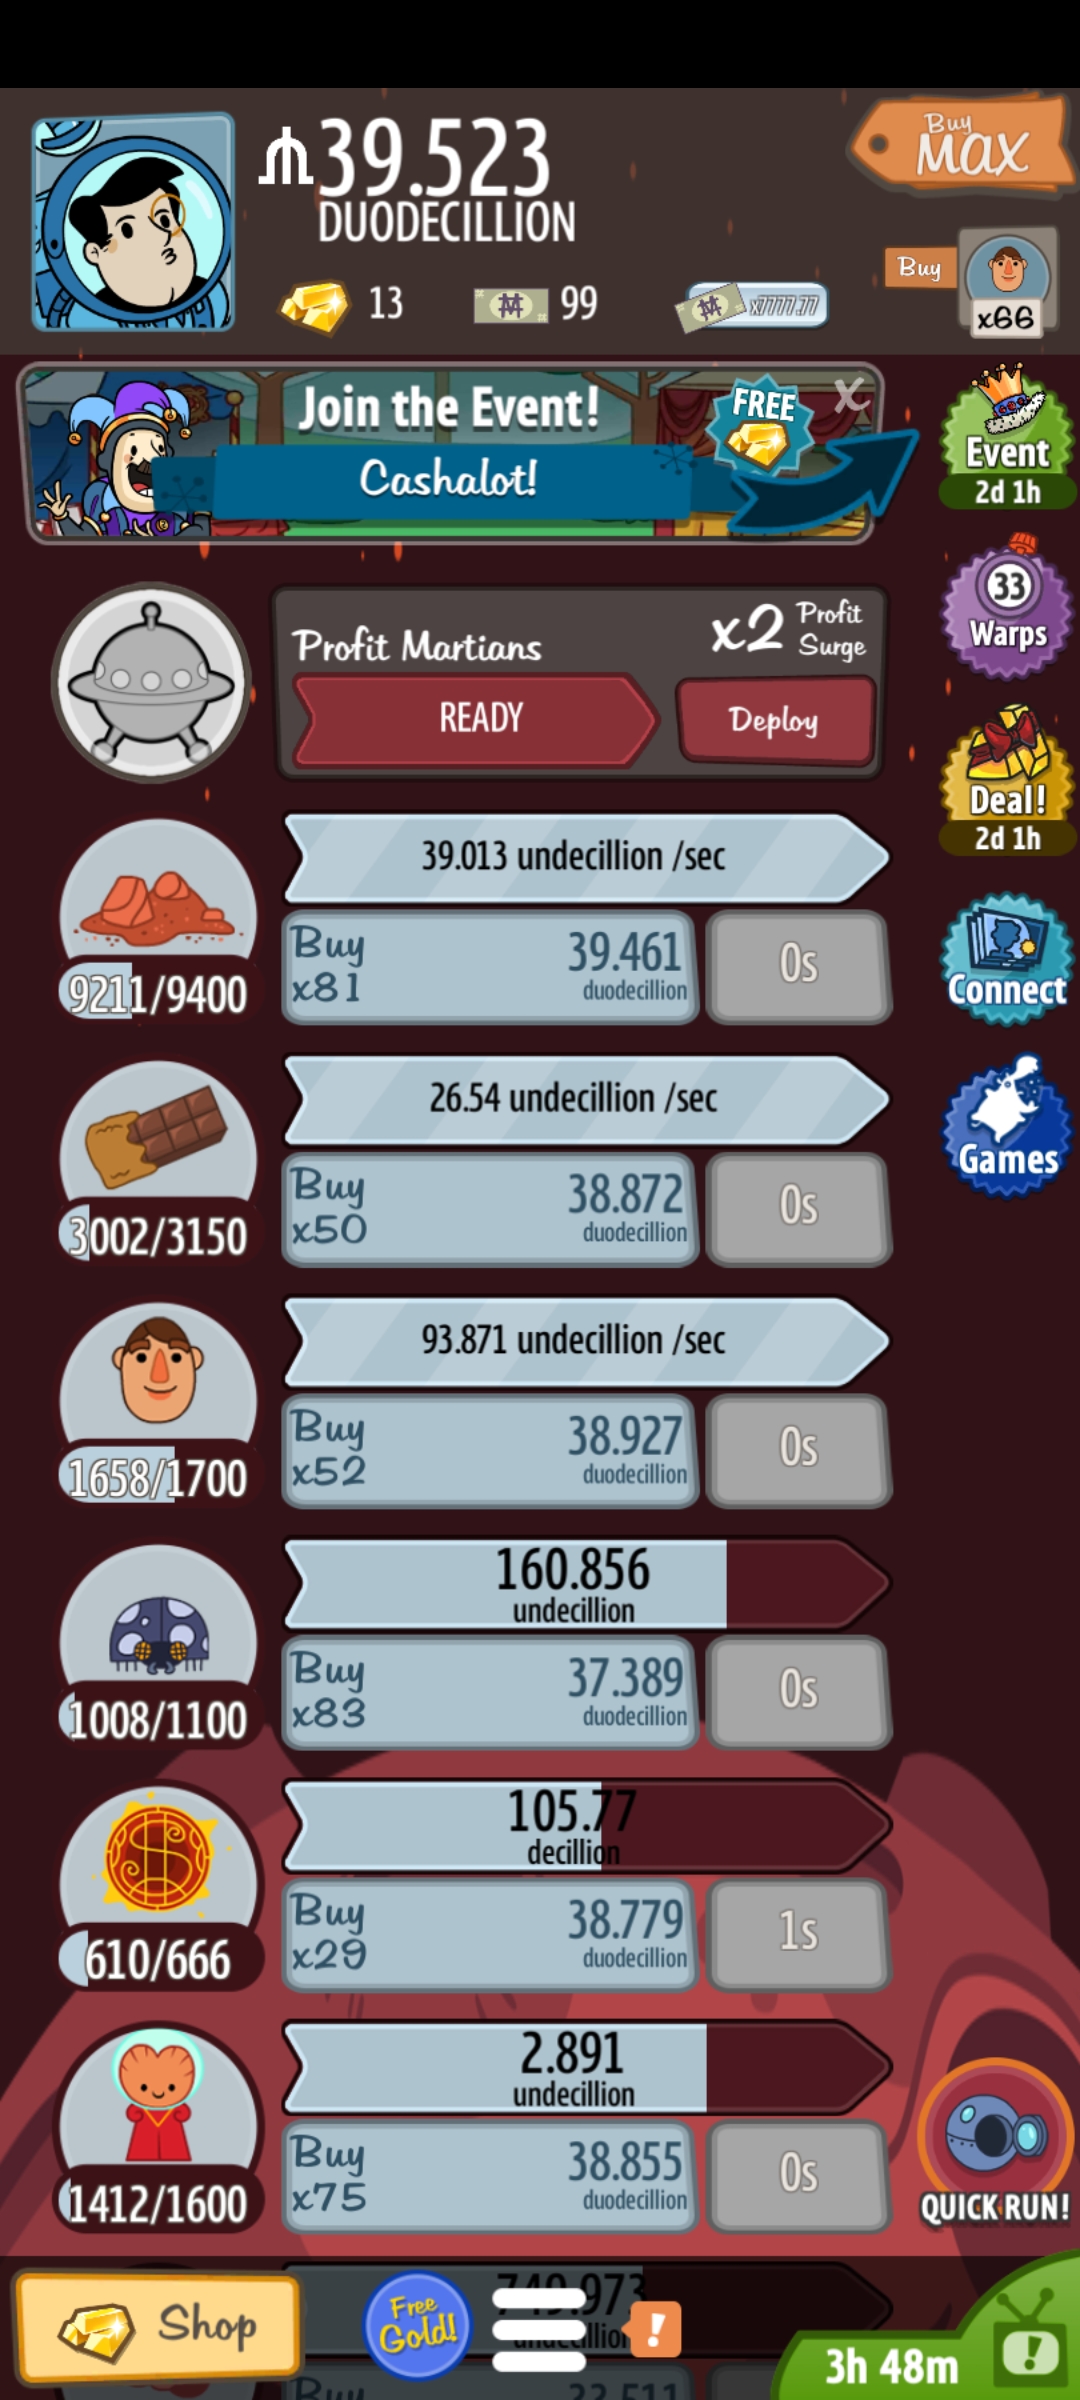 39.523
DUODECILLION
Buy
MAX
13
99
x7777.77
Buy
x66
Join the Event!
FREE
X
Cashalot!
Event
2d 1h
33
Warps
Profit Martians
x2 Profit
Surge
READY
Deploy
Deal!
2d 1h
39.013 undecillion /sec
9211/9400
Buy
x81
39.461
duodecillion
0s
Connect
26.54 undecillion /sec
3002/3150
Buy
x50
38.872
duodecillion
0s
Games
93.871 undecillion /sec
1658/1700
Buy
x52
38.927
duodecillion
0s
160.856
undecillion
1008/1100
Buy
x83
37.389
duodecillion
0s
105.77
decillion
610/666
Buy
x29
38.779
duodecillion
1s
2.891
undecillion
1412/1600
Buy
x75
38.855
duodecillion
0s
QUICK RUN!
749.973
Shop
Free
Gold!
!
3h 48m
!
Buy
33.511